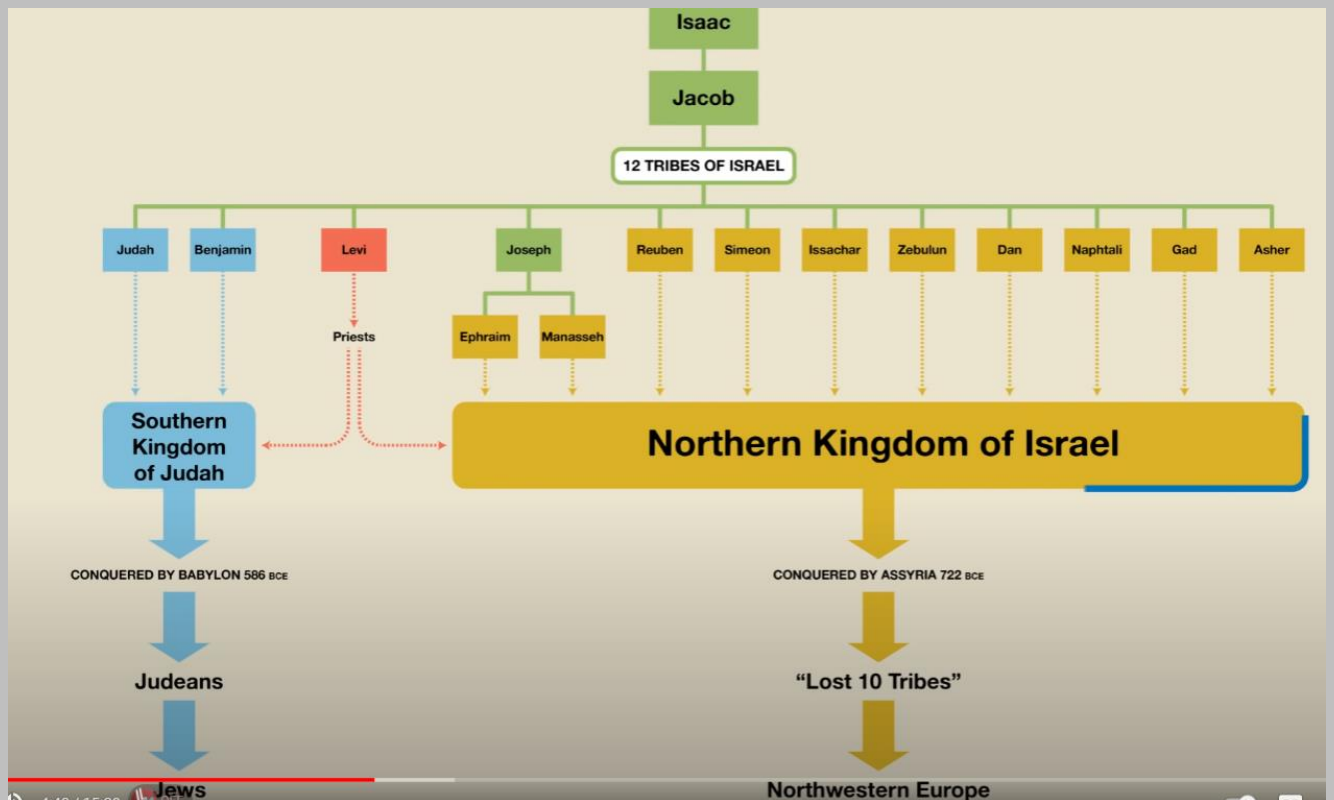 Isaac
Jacob
12 TRIBES OF ISRAEL
Judah
Benjamin
Levi
Joseph
Reuben
Simeon
Issachar
Zebulun
Dan
Naphtali
Gad
Asher
Priests
Ephraim
Manasseh
Southern
Kingdom
of Judah
Northern Kingdom of Israel
CONQUERED BY BABYLON 586 BCE
CONQUERED BY ASSYRIA 722 BCE
Judeans
“Lost 10 Tribes”
Jews
Northwestern Europe